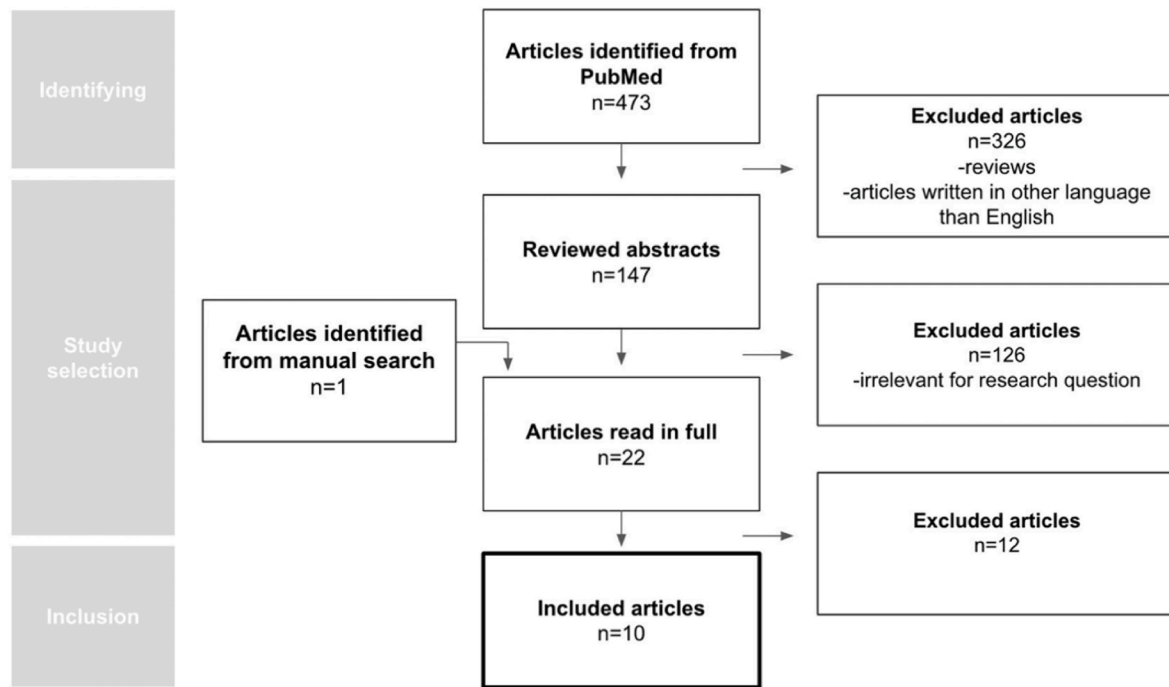 Identifying
Articles identified from
PubMed
n=473
Excluded articles
n=326
-reviews
-articles written in other language
than English
Reviewed abstracts
n=147
Study
selection
Articles identified
from manual search
n=1
Excluded articles
n=126
-irrelevant for research question
Articles read in full
n=22
Excluded articles
n=12
Inclusion
Included articles
n=10